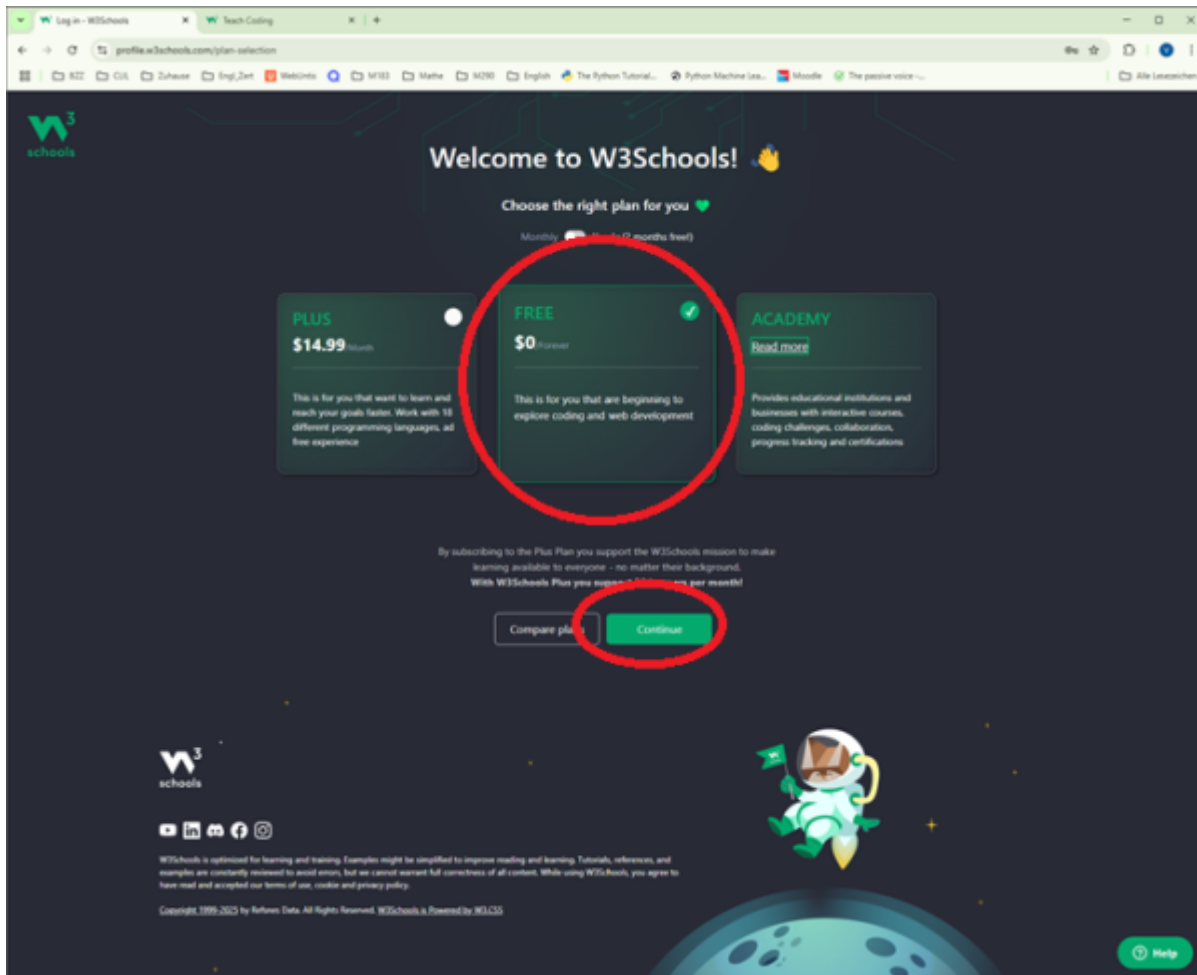 Log in - W3Schools
Teach Coding
profile.w3schools.com/plan-selection
BZZ
CUL
Zuhause
Engl_Zert
WebUntis
M183
Mathe
M290
English
The Python Tutorial...
Python Machine Lea...
Moodle
The passive voice -...
Alle Lesezeichen
W3
schools
Welcome to W3Schools!
Choose the right plan for you
Monthly
months free!)
PLUS
$14.99/Month
This is for you that want to learn and
reach your goals faster. Work with 18
different programming languages, ad
free experience
FREE
$0/Forever
This is for you that are beginning to
explore coding and web development
ACADEMY
Read more
Provides educational institutions and
businesses with interactive courses,
coding challenges, collaboration,
progress tracking and certifications
By subscribing to the Plus Plan you support the W3Schools mission to make
learning available to everyone - no matter their background.
With W3Schools Plus you support per month!
Compare plans
Continue
W3
schools
W3Schools is optimized for learning and training. Examples might be simplified to improve reading and learning. Tutorials, references, and
examples are constantly reviewed to avoid errors, but we cannot warrant full correctness of all content. While using W3Schools, you agree to
have read and accepted our terms of use, cookie and privacy policy.
Copyright 1999-2025 by Refsnes Data. All Rights Reserved. W3Schools is Powered by W3.CSS
Help